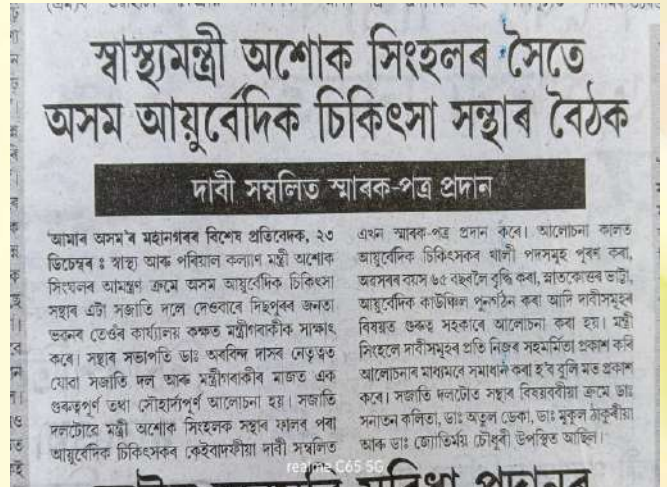 স্বাস্থ্যমন্ত্ৰী অশোক সিংহলৰ সৈতে
অসম আয়ুৰ্বেদিক চিকিৎসা সন্থাৰ বৈঠক
দাবী সম্বলিত স্মাৰক-পত্ৰ প্ৰদান
'আমাৰ অসম'ৰ মহানগৰৰ বিশেষ প্ৰতিবেদক, ২৩
ডিচেম্বৰ ঃ স্বাস্থ্য আৰু পৰিয়াল কল্যাণ মন্ত্ৰী অশোক
সিংহলৰ আমন্ত্ৰণ ক্ৰমে অসম আয়ুৰ্বেদিক চিকিৎসা
সন্থাৰ এটা সজাতি দলে দেওবাৰে দিছপুৰৰ জনতা
ভৱনৰ তেওঁৰ কাৰ্যালয় কক্ষত মন্ত্ৰীগৰাকীক সাক্ষাৎ
কৰে। সন্থাৰ সভাপতি ডাঃ অৰবিন্দ দাসৰ নেতৃত্বত
যোৱা সজাতি দল আৰু মন্ত্ৰীগৰাকীৰ মাজত এক
গুৰুত্বপূৰ্ণ তথা সৌহাৰ্দ্যপূৰ্ণ আলোচনা হয়। সজাতি
দলটোৱে মন্ত্ৰী অশোক সিংহলক সন্থাৰ ফালৰ পৰা
আয়ুৰ্বেদিক চিকিৎসকৰ কেইবাদফীয়া দাবী সম্বলিত
এখন স্মাৰক-পত্ৰ প্ৰদান কৰে। আলোচনা কালত
আয়ুৰ্বেদিক চিকিৎসকৰ খালী পদসমূহ পূৰণ কৰা,
অৱসৰৰ বয়স ৬৫ বছৰলৈ বৃদ্ধি কৰা, স্নাতকোত্তৰ ভাট্টা,
আয়ুৰ্বেদিক কাউন্সিল পুনৰ্গঠন কৰা আদি দাবীসমূহৰ
বিষয়ত গুৰুত্ব সহকাৰে আলোচনা কৰা হয়। মন্ত্ৰী
সিংহলে দাবীসমূহৰ প্ৰতি নিজৰ সহমৰ্মিতা প্ৰকাশ কৰি
আলোচনাৰ মাধ্যমেৰে সমাধান কৰা হ'ব বুলি মত প্ৰকাশ
কৰে। সজাতি দলটোত সন্থাৰ বিষয়ববীয়া ক্ৰমে ডাঃ
সনাতন কলিতা, ডাঃ অতুল ডেকা, ডাঃ মুকুল ঠাকুৰীয়া
আৰু ডাঃ জ্যোতিৰ্ময় চৌধুৰী উপস্থিত আছিল।
realme C65 5G